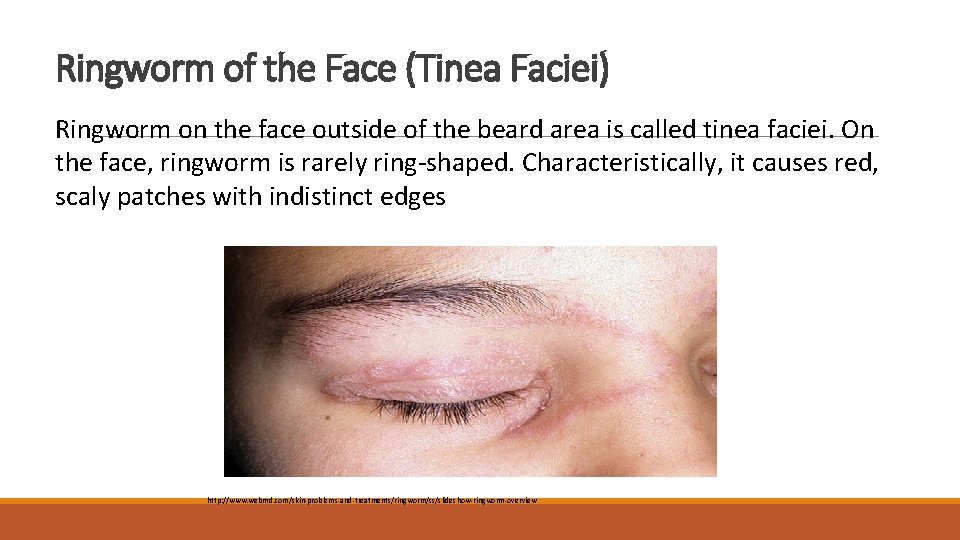 Ringworm of the Face (Tinea Faciei)
Ringworm on the face outside of the beard area is called tinea faciei. On
the face, ringworm is rarely ring-shaped. Characteristically, it causes red,
scaly patches with indistinct edges
http://www.webmd.com/skin-problems-and-treatments/ringworm/ss/slideshow-ringworm-overview